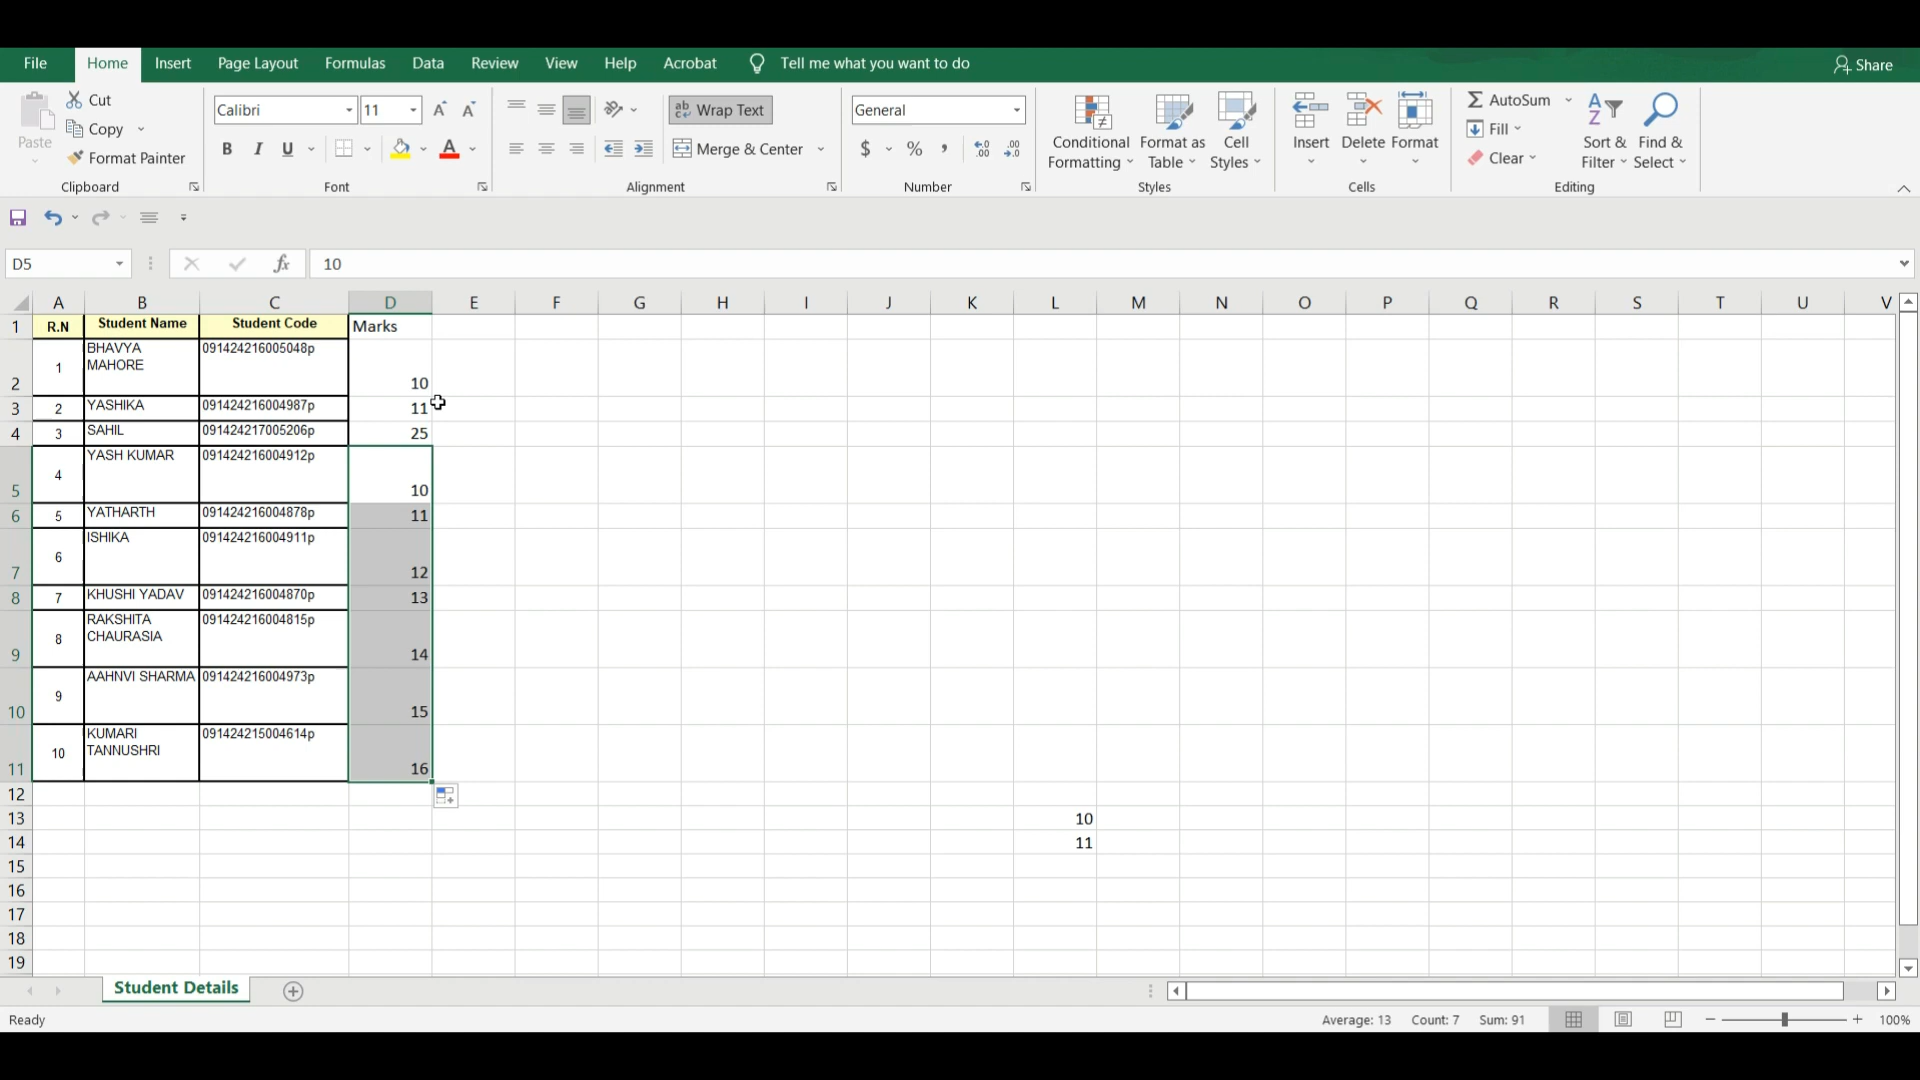 File Home Insert Page Layout Formulas Data Review View Help Acrobat Tell me what you want to do Share
Paste Cut Copy Format Painter Clipboard
Calibri 11 B I U A Font
ab Wrap Text Merge & Center Alignment
General $ % , Number
Conditional Formatting Format as Table Cell Styles Styles
Insert Delete Format Cells
AutoSum Fill Clear Sort & Filter Find & Select Editing
D5 fx 10
A B C D E F G H I J K L M N O P Q R S T U V
1 R.N Student Name Student Code Marks
2 1 BHAVYA MAHORE 091424216005048p 10
3 2 YASHIKA 091424216004987p 11
4 3 SAHIL 091424217005206p 25
5 4 YASH KUMAR 091424216004912p 10
6 5 YATHARTH 091424216004878p 11
7 6 ISHIKA 091424216004911p 12
8 7 KHUSHI YADAV 091424216004870p 13
9 8 RAKSHITA CHAURASIA 091424216004815p 14
10 9 AAHNVI SHARMA 091424216004973p 15
11 10 KUMARI TANNUSHRI 091424215004614p 16
12
13 10
14 11
15
16
17
18
19
Student Details
Ready Average: 13 Count: 7 Sum: 91 100%